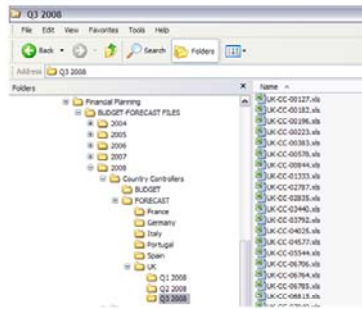 Q3 2008
File Edit View Favorites Tools Help
Back Search Folders
Address Q3 2008
Folders
Name
Financial Planning
BUDGET-FORECAST FILES
2004
2005
2006
2007
2008
Country Controllers
BUDGET
FORECAST
France
Germany
Italy
Portugal
Spain
UK
Q1 2008
Q2 2008
Q3 2008
UK-CC-00127.xls
UK-CC-00182.xls
UK-CC-00196.xls
UK-CC-00223.xls
UK-CC-00383.xls
UK-CC-00578.xls
UK-CC-00844.xls
UK-CC-01333.xls
UK-CC-02787.xls
UK-CC-02835.xls
UK-CC-03440.xls
UK-CC-03792.xls
UK-CC-04025.xls
UK-CC-04577.xls
UK-CC-05544.xls
UK-CC-06706.xls
UK-CC-06764.xls
UK-CC-06785.xls
UK-CC-06815.xls